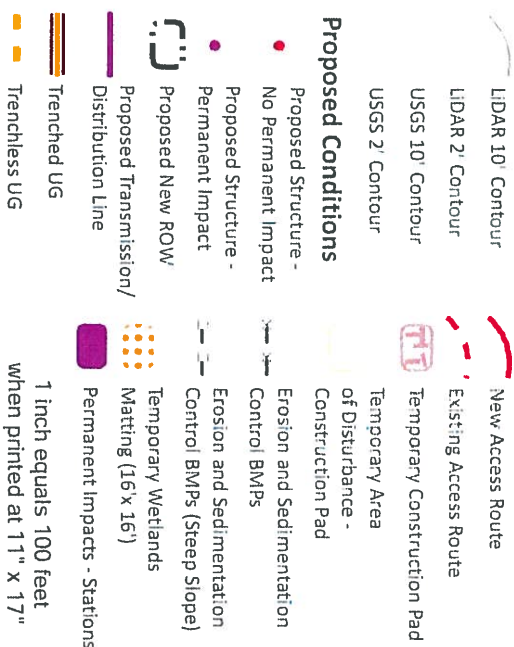 LiDAR 10' Contour
LiDAR 2' Contour
USGS 10' Contour
USGS 2' Contour
Proposed Conditions
Proposed Structure -
No Permanent Impact
Proposed Structure -
Permanent Impact
Proposed New ROW
Proposed Transmission/
Distribution Line
Trenched UG
Trenchless UG
New Access Route
Existing Access Route
Temporary Construction Pad
Temporary Area
of Disturbance -
Construction Pad
Erosion and Sedimentation
Control BMPs
Erosion and Sedimentation
Control BMPs (Steep Slope)
Temporary Wetlands
Matting (16'x 16')
Permanent Impacts - Stations
1 inch equals 100 feet
when printed at 11" x 17"